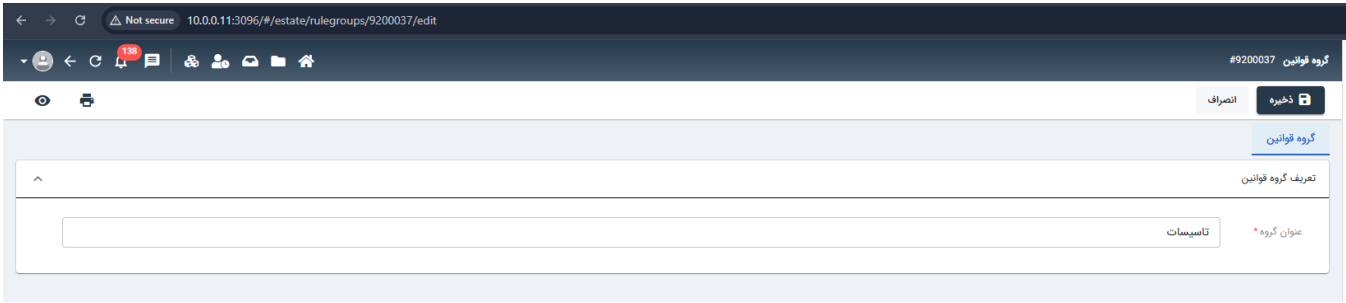 Not secure 10.0.0.11:3096/#/estate/rulegroups/9200037/edit
گروه قوانین #9200037
138
ذخیره
انصراف
گروه قوانین
تعریف گروه قوانین
عنوان گروه *
تاسیسات